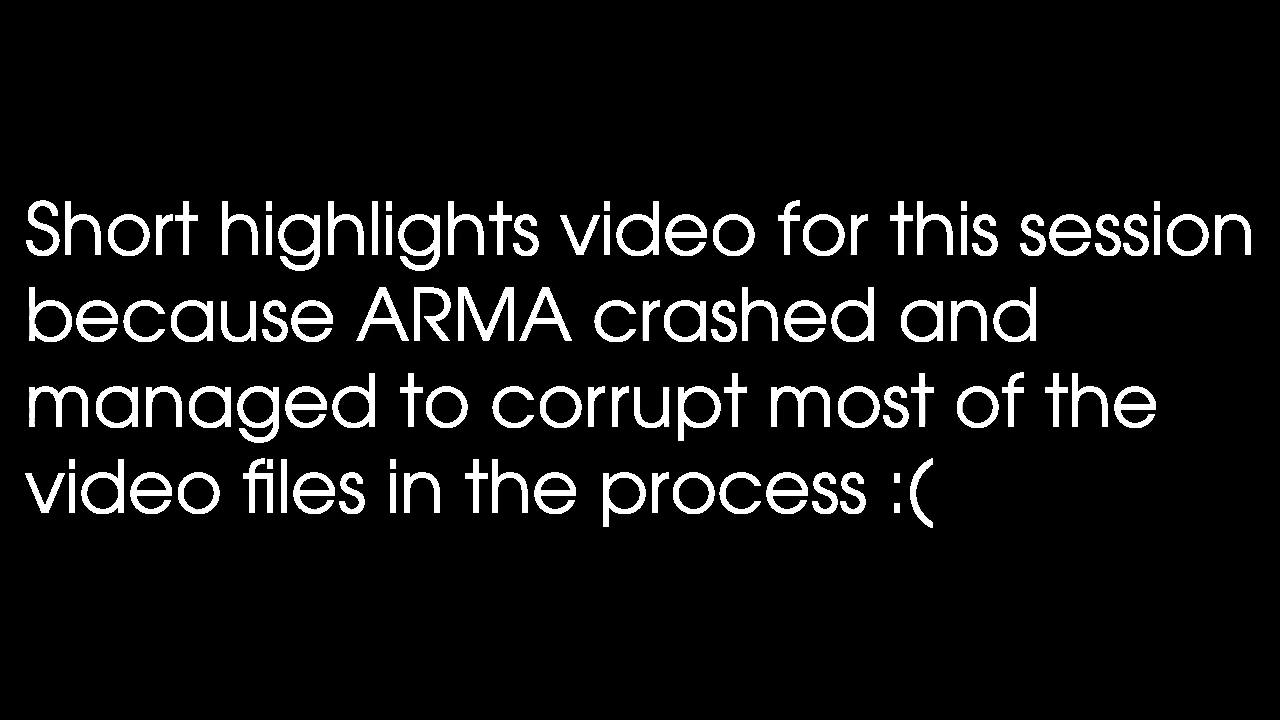 Short highlights video for this session
because ARMA crashed and
managed to corrupt most of the
video files in the process :(